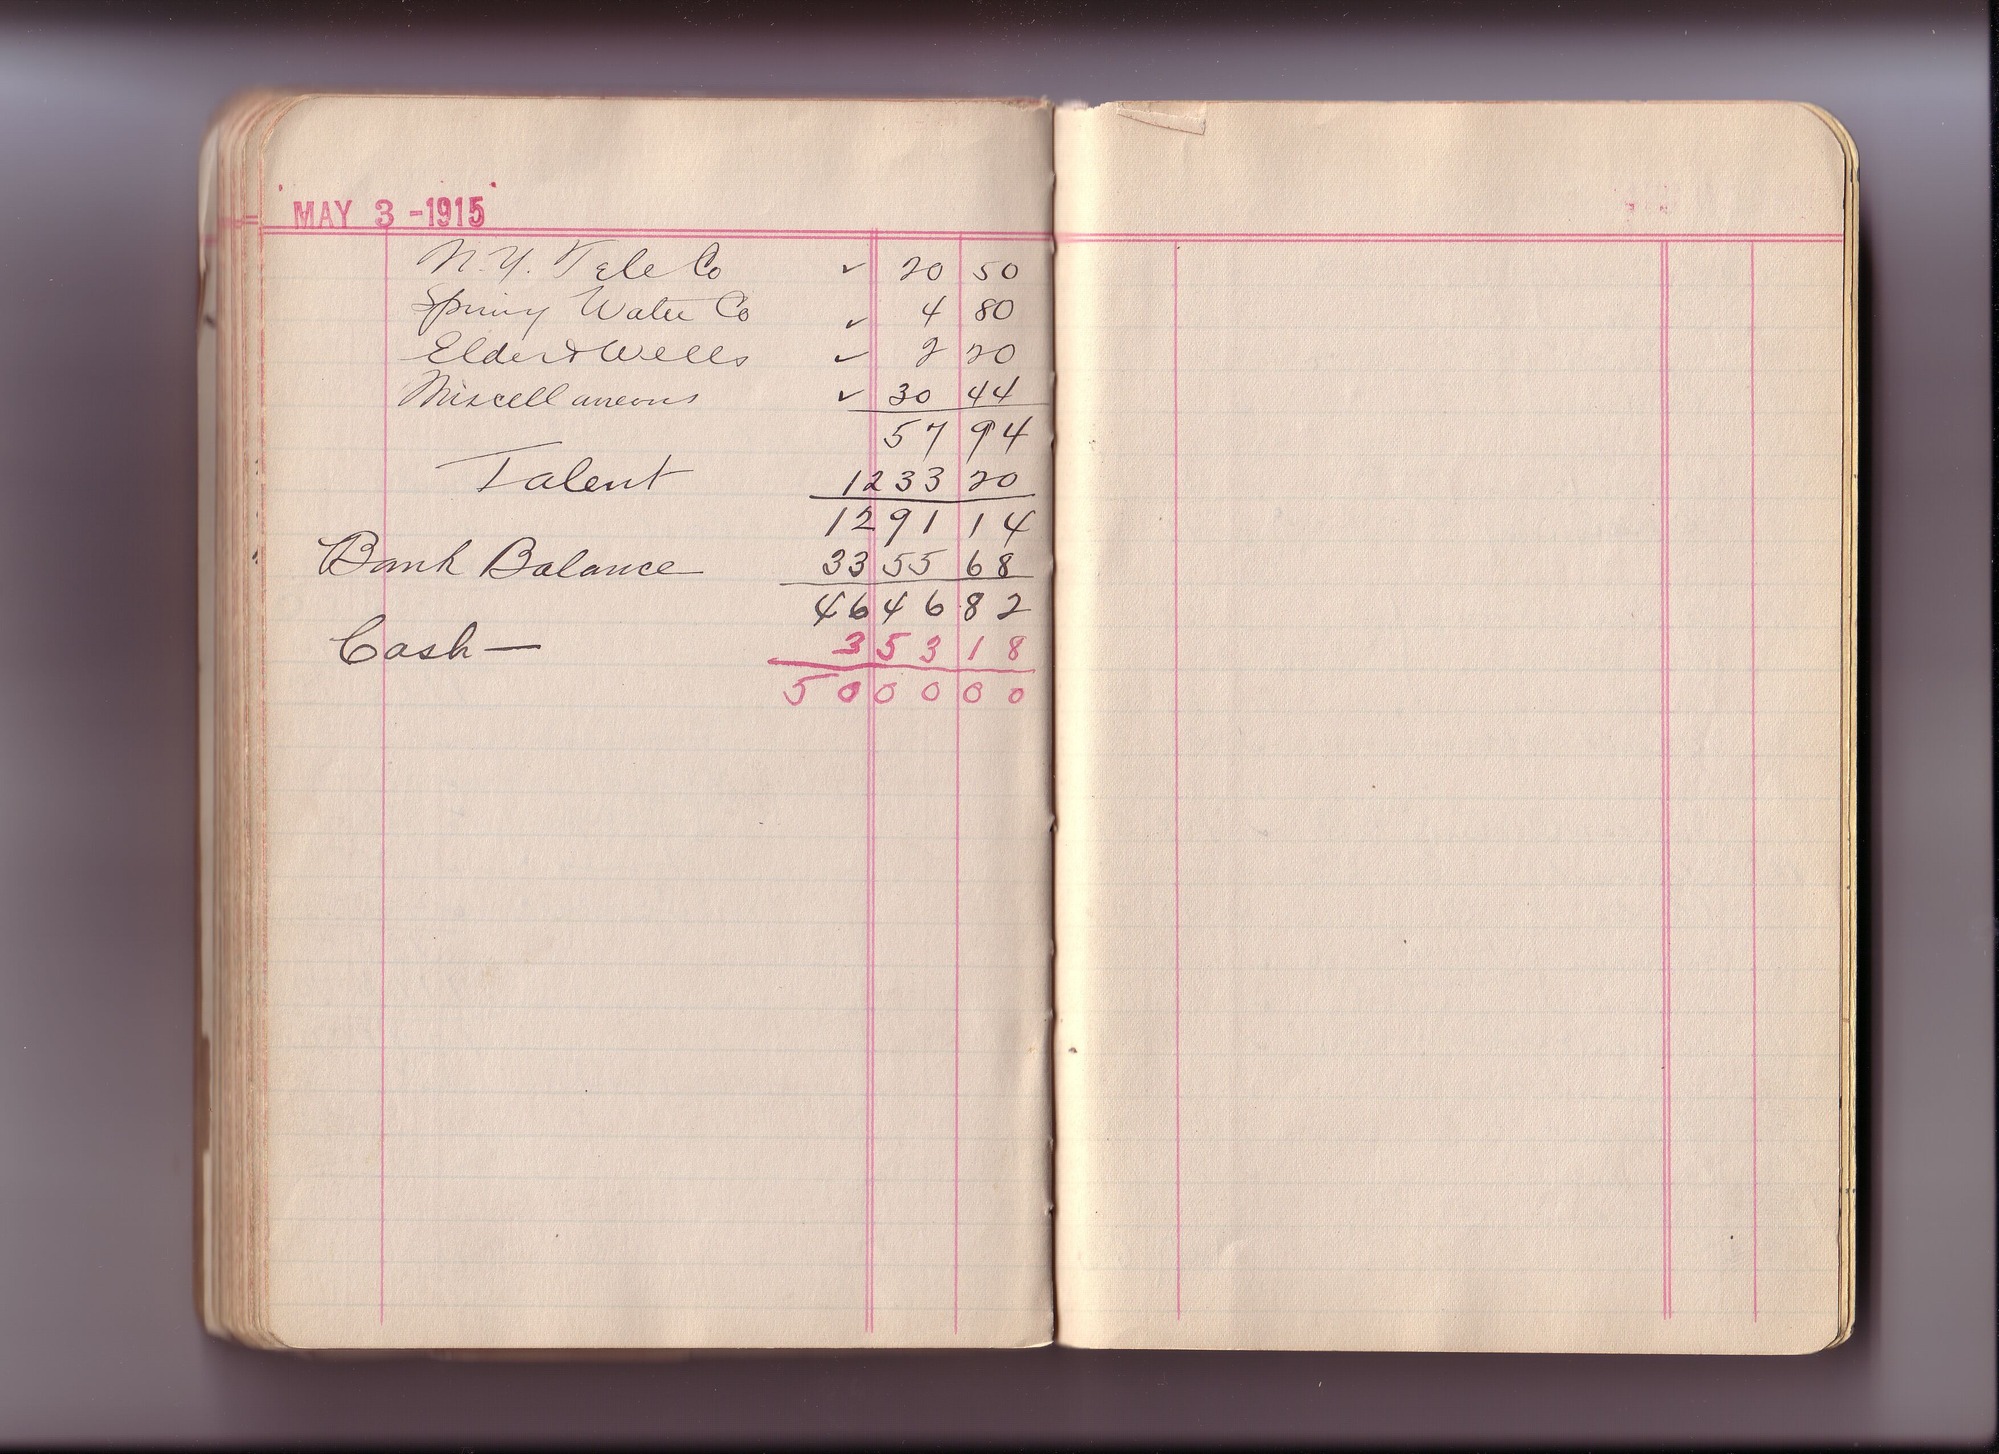 MAY 3 -1915
N.Y. Tele Co ✓ 20 50
Spring Water Co ✓ 4 80
Elder & Wells ✓ 2 20
Miscellaneous ✓ 30 44
57 94
Talent 1233 20
1291 14
Bank Balance 3355 68
4646 82
Cash — 353 18
5000 00